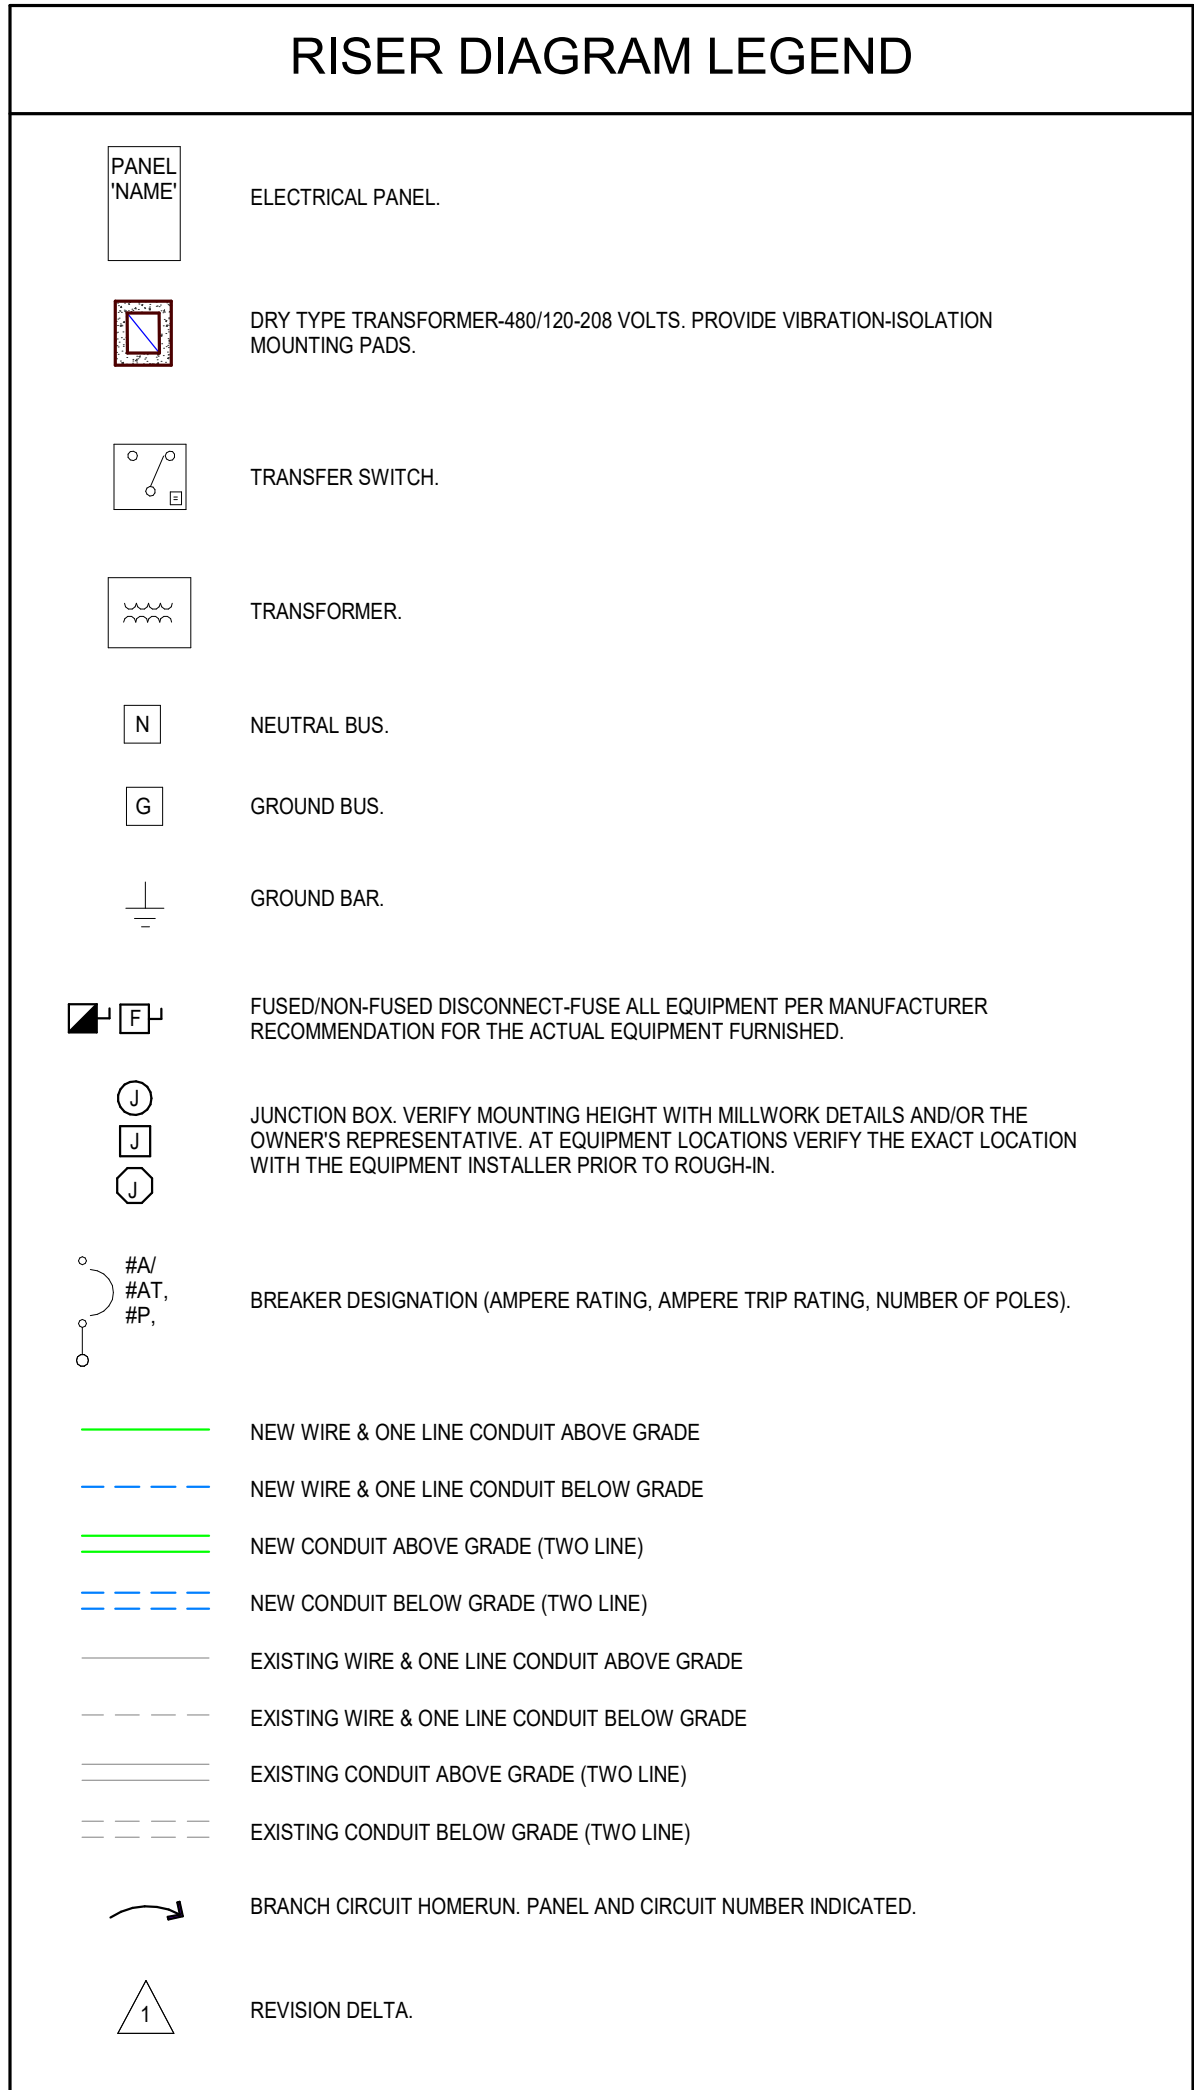 RISER DIAGRAM LEGEND
PANEL
'NAME'
ELECTRICAL PANEL.
DRY TYPE TRANSFORMER-480/120-208 VOLTS. PROVIDE VIBRATION-ISOLATION
MOUNTING PADS.
=
TRANSFER SWITCH.
TRANSFORMER.
N
NEUTRAL BUS.
G
GROUND BUS.
GROUND BAR.
F
FUSED/NON-FUSED DISCONNECT-FUSE ALL EQUIPMENT PER MANUFACTURER
RECOMMENDATION FOR THE ACTUAL EQUIPMENT FURNISHED.
J
J
J
JUNCTION BOX. VERIFY MOUNTING HEIGHT WITH MILLWORK DETAILS AND/OR THE
OWNER'S REPRESENTATIVE. AT EQUIPMENT LOCATIONS VERIFY THE EXACT LOCATION
WITH THE EQUIPMENT INSTALLER PRIOR TO ROUGH-IN.
#A/
#AT,
#P,
BREAKER DESIGNATION (AMPERE RATING, AMPERE TRIP RATING, NUMBER OF POLES).
NEW WIRE & ONE LINE CONDUIT ABOVE GRADE
NEW WIRE & ONE LINE CONDUIT BELOW GRADE
NEW CONDUIT ABOVE GRADE (TWO LINE)
NEW CONDUIT BELOW GRADE (TWO LINE)
EXISTING WIRE & ONE LINE CONDUIT ABOVE GRADE
EXISTING WIRE & ONE LINE CONDUIT BELOW GRADE
EXISTING CONDUIT ABOVE GRADE (TWO LINE)
EXISTING CONDUIT BELOW GRADE (TWO LINE)
BRANCH CIRCUIT HOMERUN. PANEL AND CIRCUIT NUMBER INDICATED.
1
REVISION DELTA.